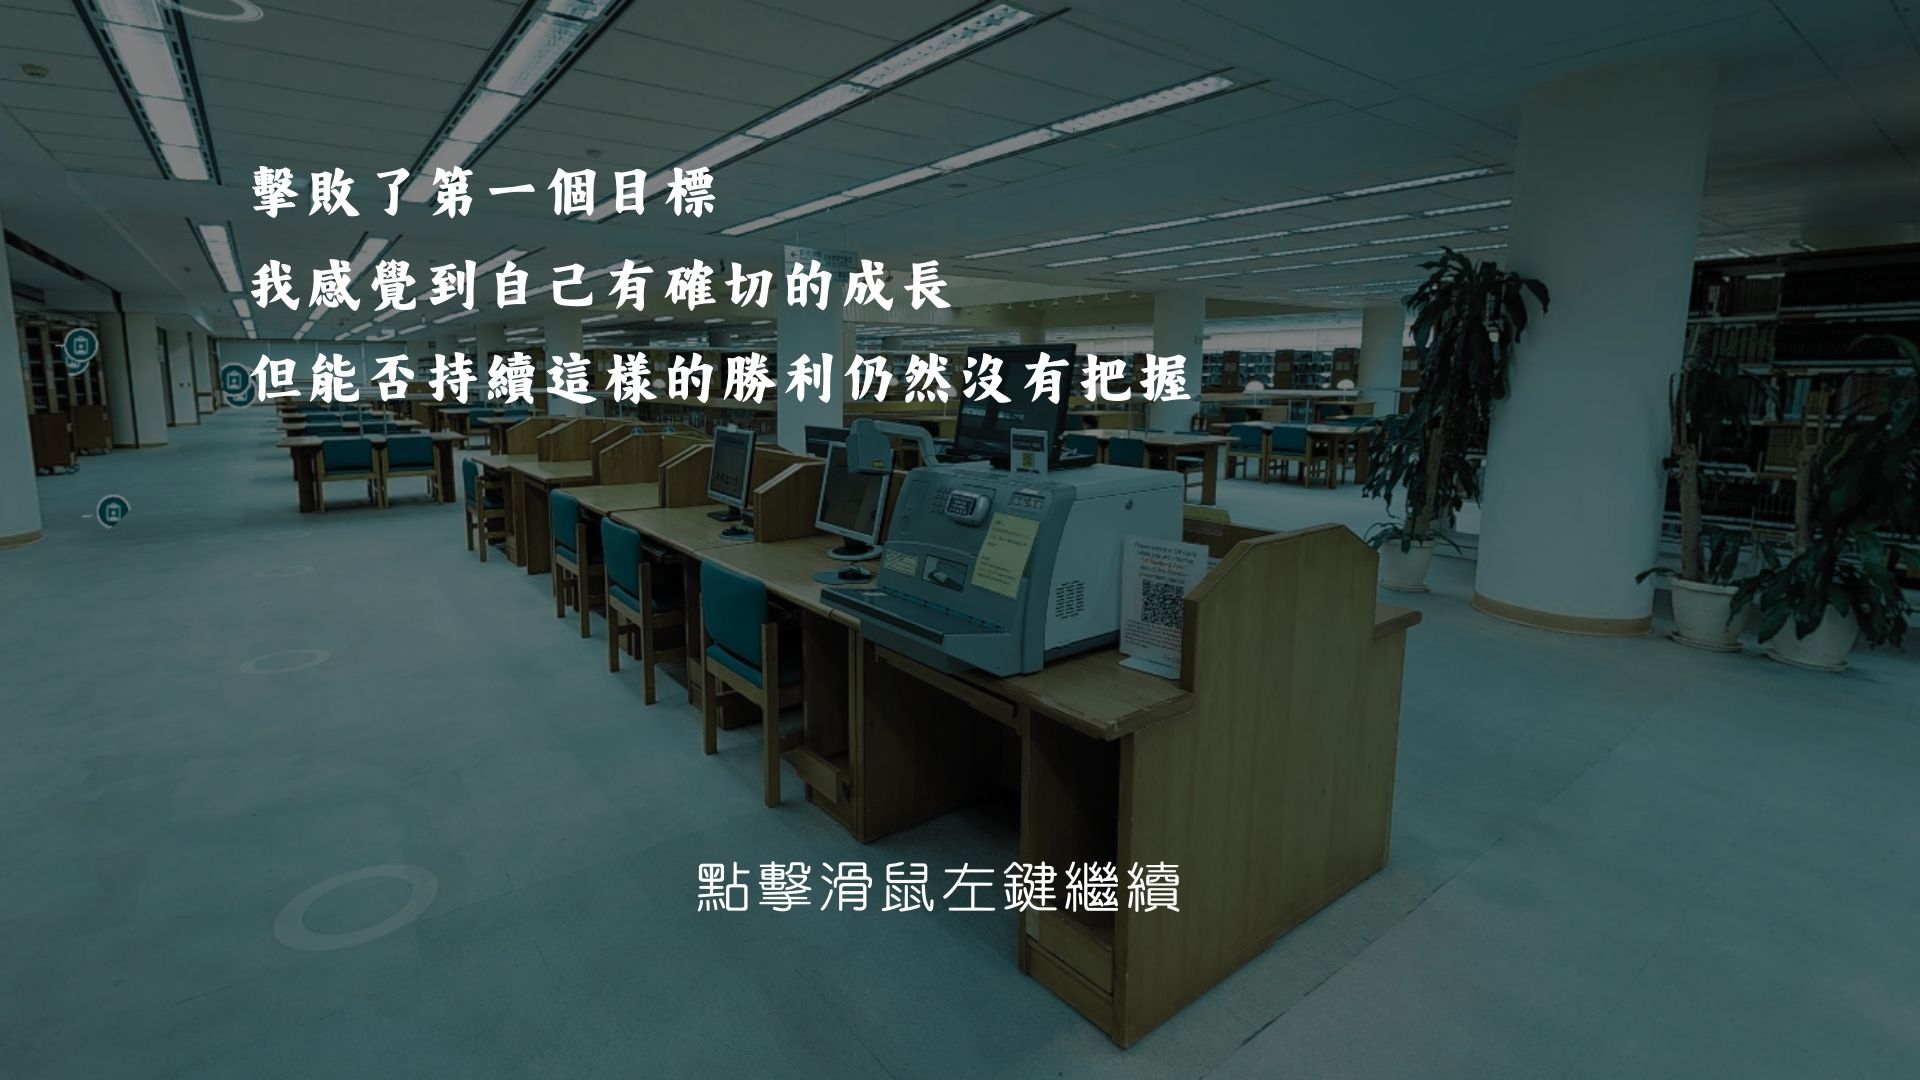 擊敗了第一個目標
我感覺到自己有確切的成長
但能否持續這樣的勝利仍然沒有把握
點擊滑鼠左鍵繼續